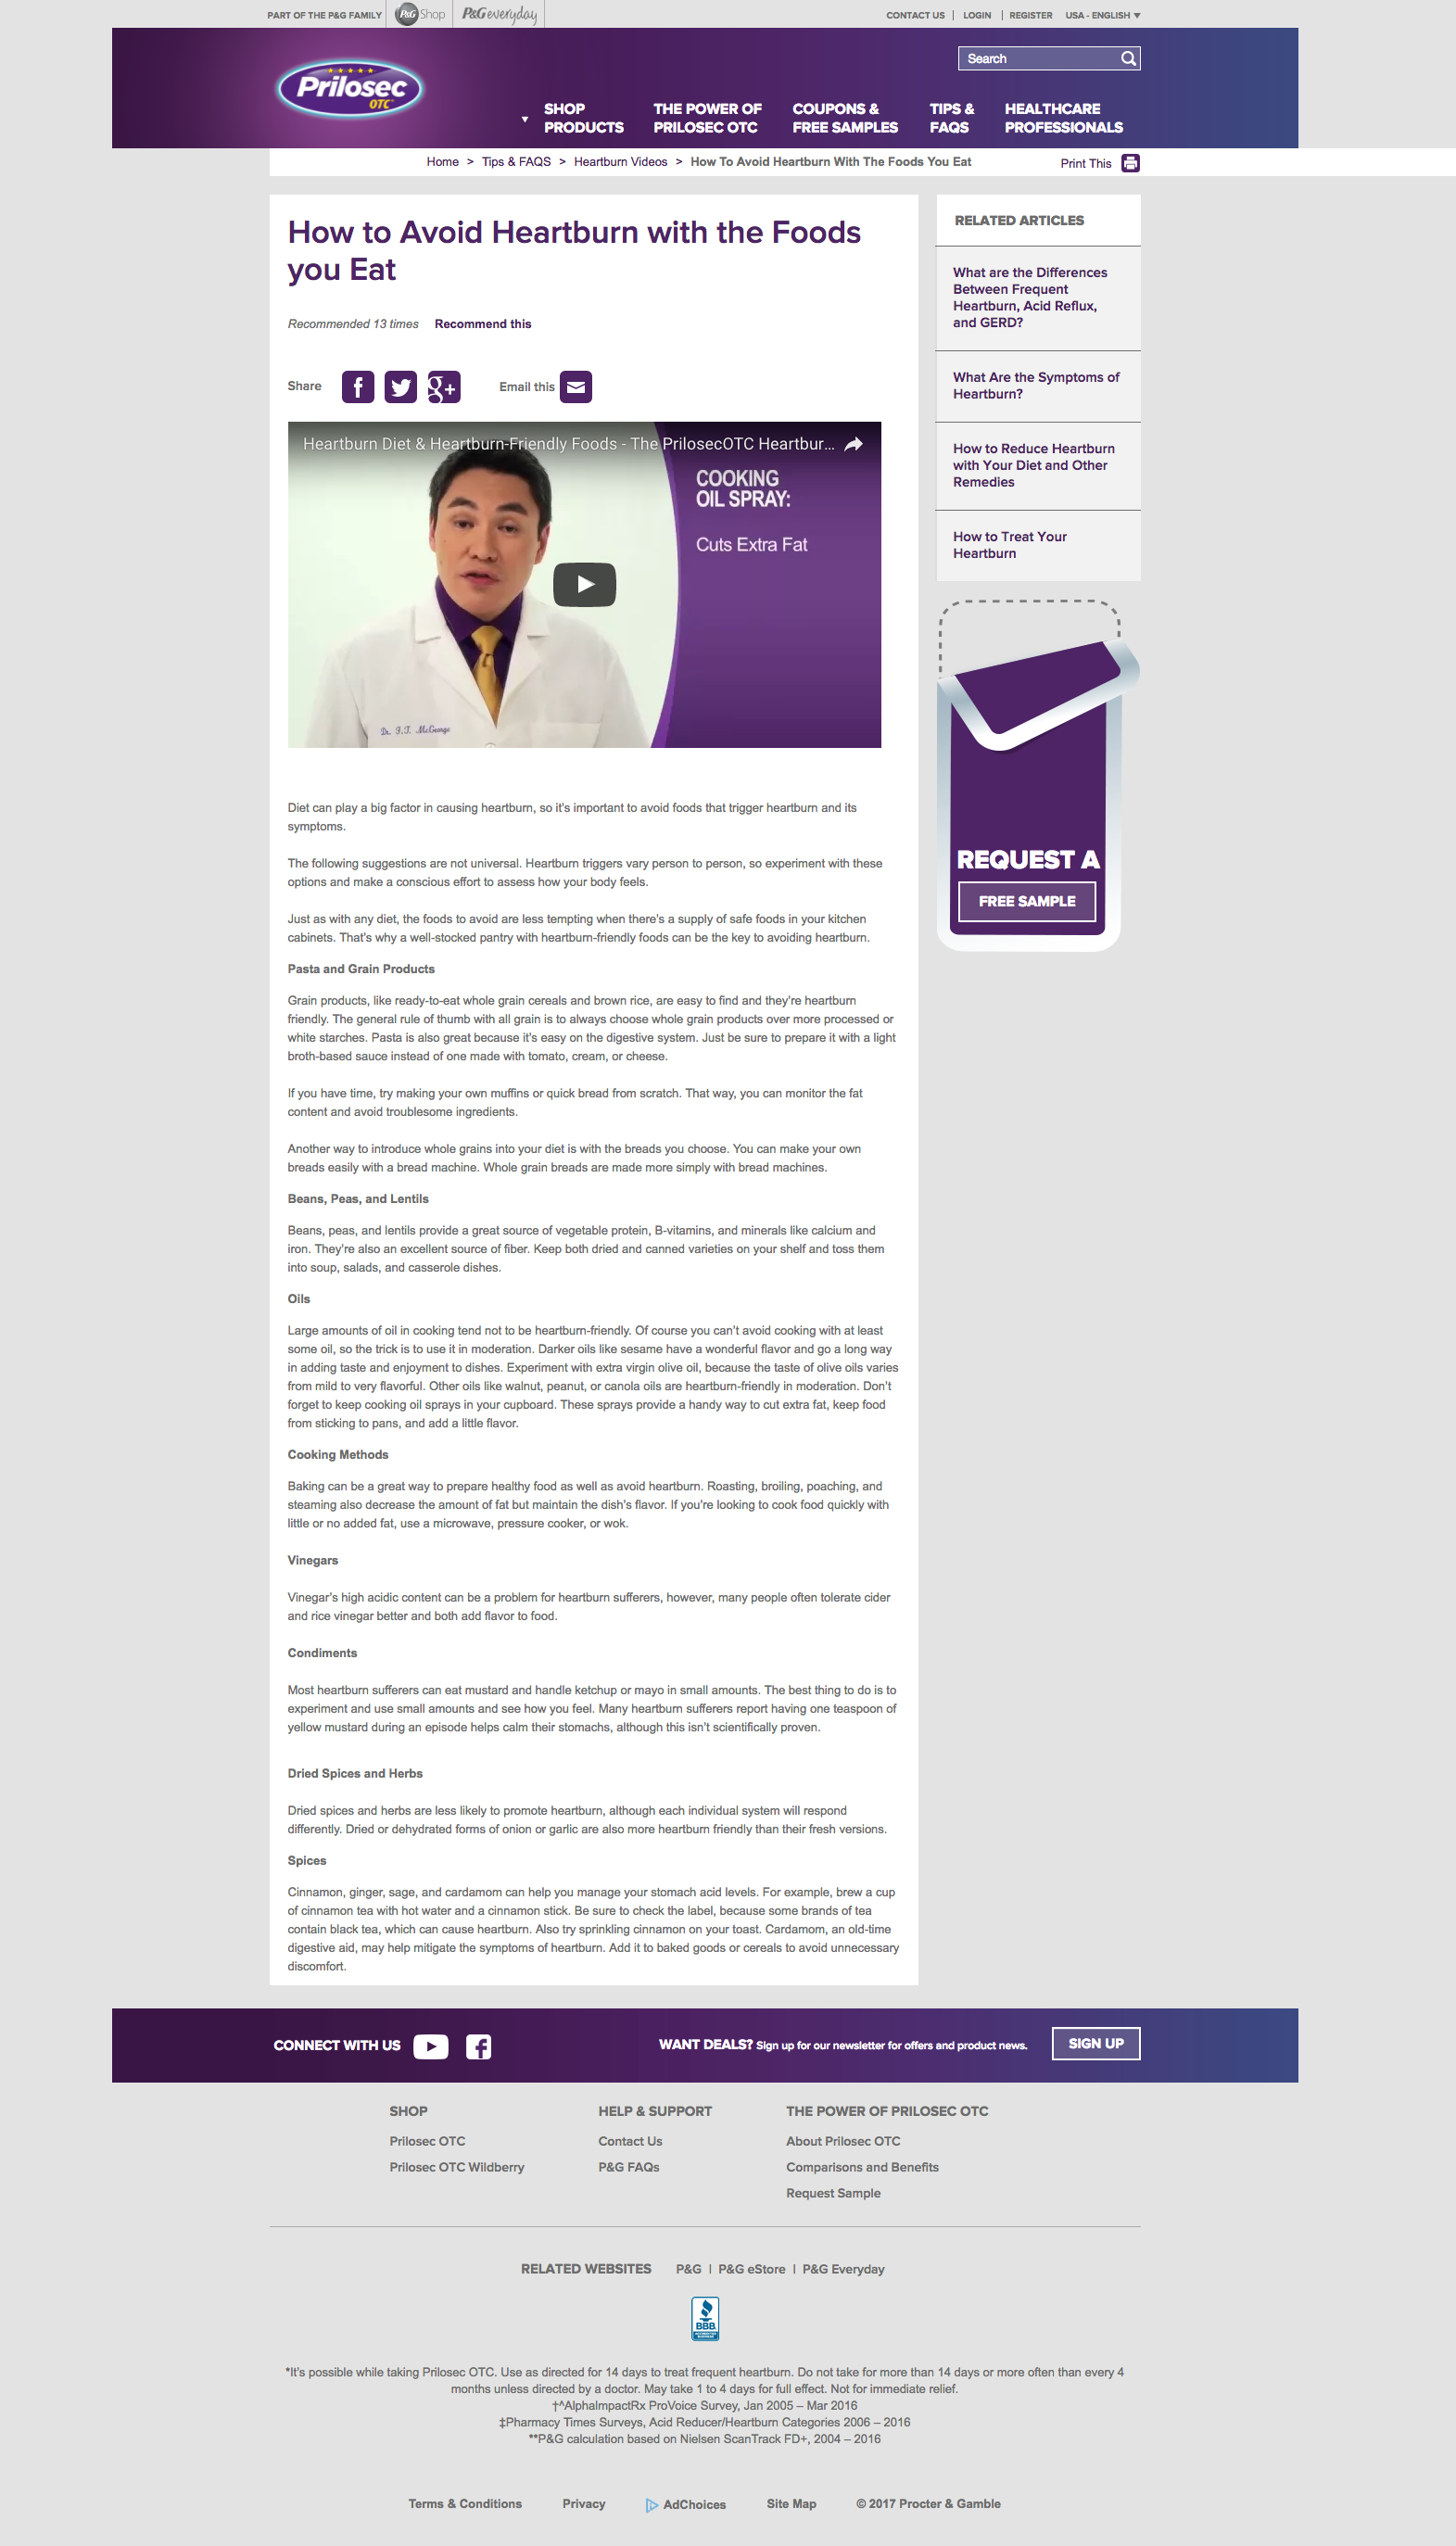 PART OF THE P&G FAMILY P&G Shop P&G everyday CONTACT US | LOGIN | REGISTER USA - ENGLISH ▼
Prilosec
OTC
Search
SHOP
PRODUCTS
THE POWER OF
PRILOSEC OTC
COUPONS &
FREE SAMPLES
TIPS &
FAQS
HEALTHCARE
PROFESSIONALS
Home > Tips & FAQS > Heartburn Videos > How To Avoid Heartburn With The Foods You Eat Print This
How to Avoid Heartburn with the Foods
you Eat
Recommended 13 times Recommend this
Share Email this
Heartburn Diet & Heartburn-Friendly Foods - The PrilosecOTC Heartbur...
COOKING
OIL SPRAY:
Cuts Extra Fat
Dr. F.T. McGunge
Diet can play a big factor in causing heartburn, so it's important to avoid foods that trigger heartburn and its
symptoms.
The following suggestions are not universal. Heartburn triggers vary person to person, so experiment with these
options and make a conscious effort to assess how your body feels.
Just as with any diet, the foods to avoid are less tempting when there's a supply of safe foods in your kitchen
cabinets. That's why a well-stocked pantry with heartburn-friendly foods can be the key to avoiding heartburn.
Pasta and Grain Products
Grain products, like ready-to-eat whole grain cereals and brown rice, are easy to find and they're heartburn
friendly. The general rule of thumb with all grain is to always choose whole grain products over more processed or
white starches. Pasta is also great because it's easy on the digestive system. Just be sure to prepare it with a light
broth-based sauce instead of one made with tomato, cream, or cheese.
If you have time, try making your own muffins or quick bread from scratch. That way, you can monitor the fat
content and avoid troublesome ingredients.
Another way to introduce whole grains into your diet is with the breads you choose. You can make your own
breads easily with a bread machine. Whole grain breads are made more simply with bread machines.
Beans, Peas, and Lentils
Beans, peas, and lentils provide a great source of vegetable protein, B-vitamins, and minerals like calcium and
iron. They're also an excellent source of fiber. Keep both dried and canned varieties on your shelf and toss them
into soup, salads, and casserole dishes.
Oils
Large amounts of oil in cooking tend not to be heartburn-friendly. Of course you can't avoid cooking with at least
some oil, so the trick is to use it in moderation. Darker oils like sesame have a wonderful flavor and go a long way
in adding taste and enjoyment to dishes. Experiment with extra virgin olive oil, because the taste of olive oils varies
from mild to very flavorful. Other oils like walnut, peanut, or canola oils are heartburn-friendly in moderation. Don't
forget to keep cooking oil sprays in your cupboard. These sprays provide a handy way to cut extra fat, keep food
from sticking to pans, and add a little flavor.
Cooking Methods
Baking can be a great way to prepare healthy food as well as avoid heartburn. Roasting, broiling, poaching, and
steaming also decrease the amount of fat but maintain the dish's flavor. If you're looking to cook food quickly with
little or no added fat, use a microwave, pressure cooker, or wok.
Vinegars
Vinegar's high acidic content can be a problem for heartburn sufferers, however, many people often tolerate cider
and rice vinegar better and both add flavor to food.
Condiments
Most heartburn sufferers can eat mustard and handle ketchup or mayo in small amounts. The best thing to do is to
experiment and use small amounts and see how you feel. Many heartburn sufferers report having one teaspoon of
yellow mustard during an episode helps calm their stomachs, although this isn't scientifically proven.
Dried Spices and Herbs
Dried spices and herbs are less likely to promote heartburn, although each individual system will respond
differently. Dried or dehydrated forms of onion or garlic are also more heartburn friendly than their fresh versions.
Spices
Cinnamon, ginger, sage, and cardamom can help you manage your stomach acid levels. For example, brew a cup
of cinnamon tea with hot water and a cinnamon stick. Be sure to check the label, because some brands of tea
contain black tea, which can cause heartburn. Also try sprinkling cinnamon on your toast. Cardamom, an old-time
digestive aid, may help mitigate the symptoms of heartburn. Add it to baked goods or cereals to avoid unnecessary
discomfort.
RELATED ARTICLES
What are the Differences
Between Frequent
Heartburn, Acid Reflux,
and GERD?
What Are the Symptoms of
Heartburn?
How to Reduce Heartburn
with Your Diet and Other
Remedies
How to Treat Your
Heartburn
REQUEST A
FREE SAMPLE
CONNECT WITH US WANT DEALS? Sign up for our newsletter for offers and product news. SIGN UP
SHOP
Prilosec OTC
Prilosec OTC Wildberry
HELP & SUPPORT
Contact Us
P&G FAQs
THE POWER OF PRILOSEC OTC
About Prilosec OTC
Comparisons and Benefits
Request Sample
RELATED WEBSITES P&G | P&G eStore | P&G Everyday
BBB
*It's possible while taking Prilosec OTC. Use as directed for 14 days to treat frequent heartburn. Do not take for more than 14 days or more often than every 4
months unless directed by a doctor. May take 1 to 4 days for full effect. Not for immediate relief.
†^AlphaImpactRx ProVoice Survey, Jan 2005 – Mar 2016
‡Pharmacy Times Surveys, Acid Reducer/Heartburn Categories 2006 – 2016
**P&G calculation based on Nielsen ScanTrack FD+, 2004 – 2016
Terms & Conditions Privacy AdChoices Site Map © 2017 Procter & Gamble